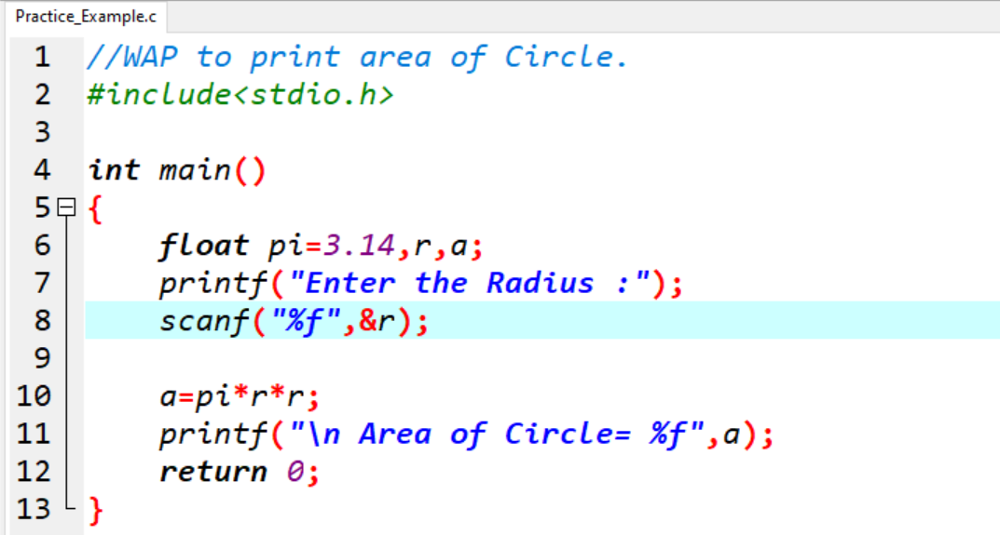 Practice_Example.c
1 //WAP to print area of Circle.
2 #include<stdio.h>
3
4 int main()
5 {
6 float pi=3.14,r,a;
7 printf("Enter the Radius :");
8 scanf("%f",&r);
9
10 a=pi*r*r;
11 printf("\n Area of Circle= %f",a);
12 return 0;
13 }